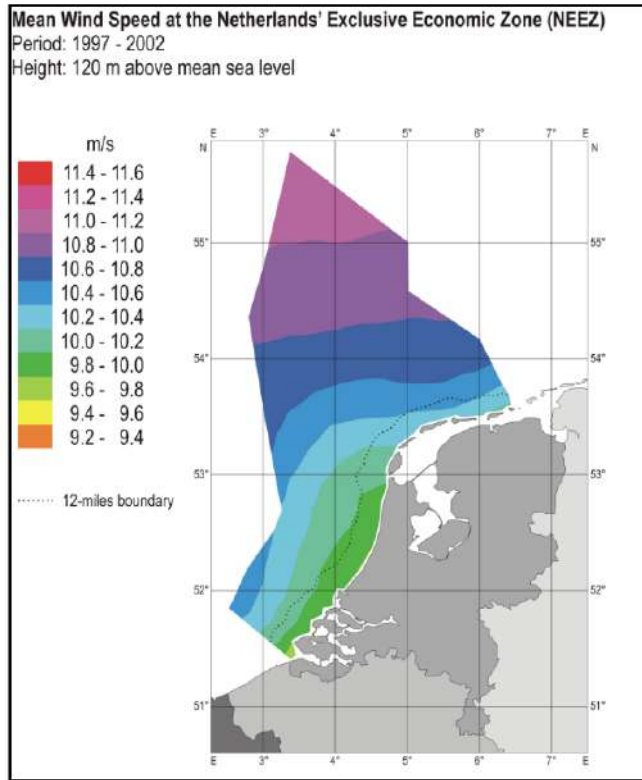 Mean Wind Speed at the Netherlands' Exclusive Economic Zone (NEEZ)
Period: 1997 - 2002
Height: 120 m above mean sea level
m/s
11.4 - 11.6
11.2 - 11.4
11.0 - 11.2
10.8 - 11.0
10.6 - 10.8
10.4 - 10.6
10.2 - 10.4
10.0 - 10.2
9.8 - 10.0
9.6 - 9.8
9.4 - 9.6
9.2 - 9.4
12-miles boundary
E 3° 4° 5° 6° 7° E
N N
55° 55°
54° 54°
53° 53°
52° 52°
51° 51°
E 3° 4° 5° 6° 7° E